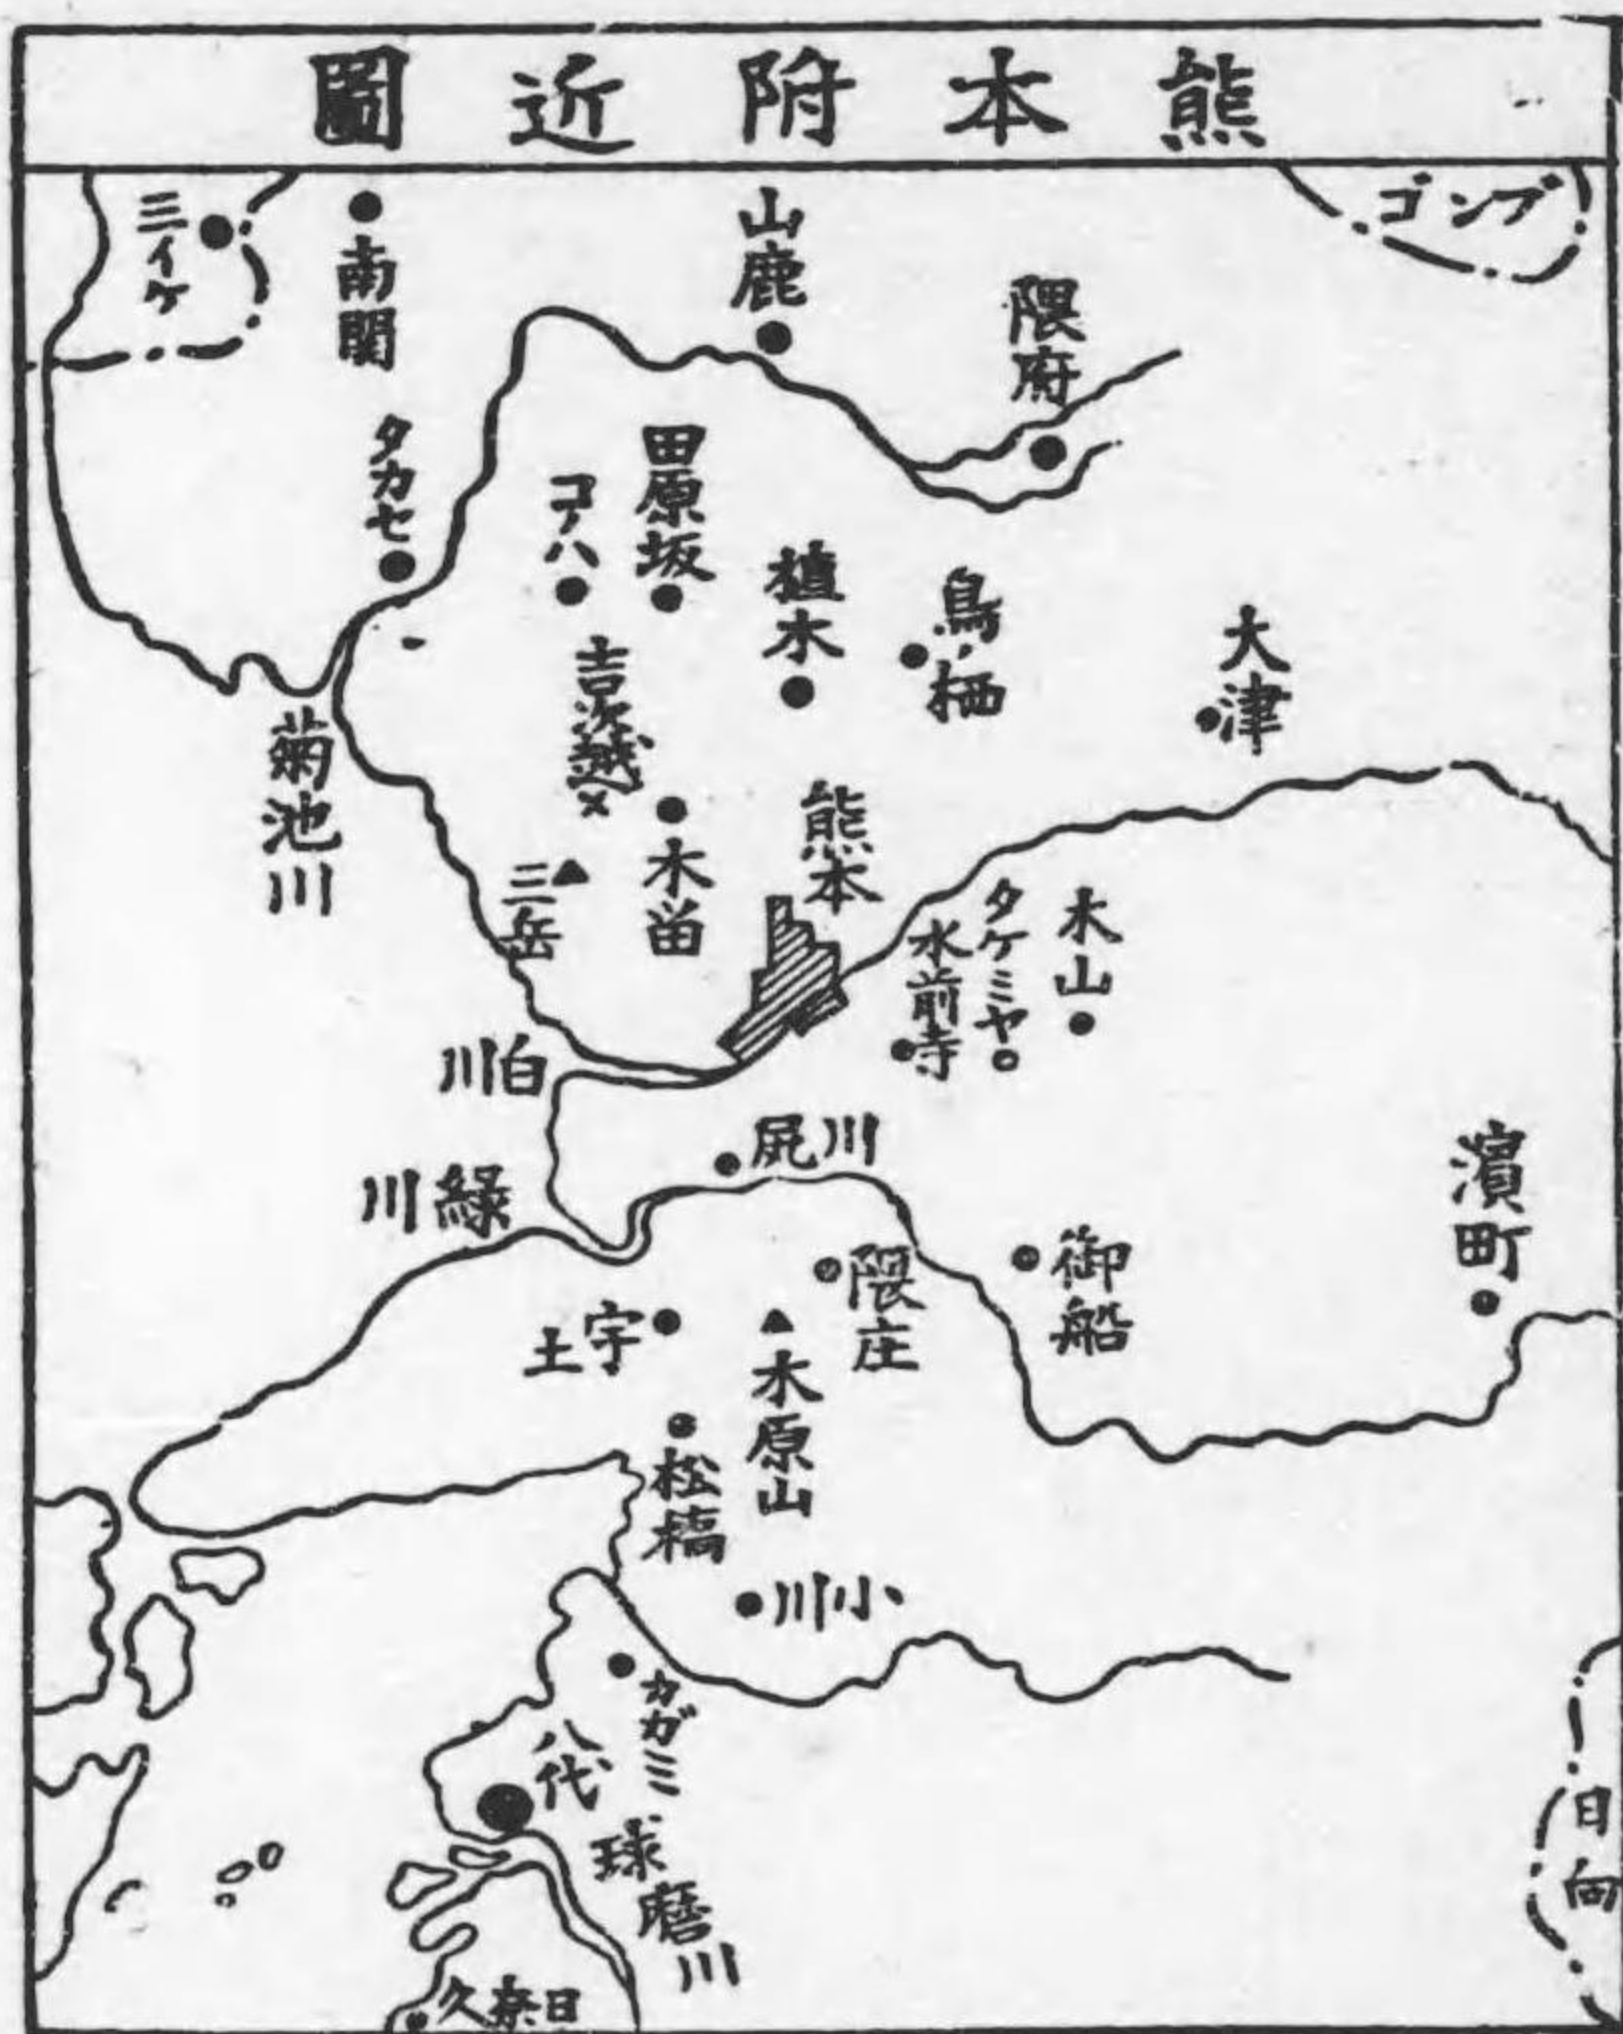 熊本附近圖
ブンゴ
三イケ
南關
山鹿
隈府
タカセ
コノハ
田原坂
植木
鳥ノ栖
大津
吉次越
菊池川
木留
熊本
三岳
水前寺
タケミヤ
木山
白川
川尻
緑川
濱町
御船
隈庄
宇土
木原山
松橋
小川
カガミ
八代
球磨川
日奈久
日向